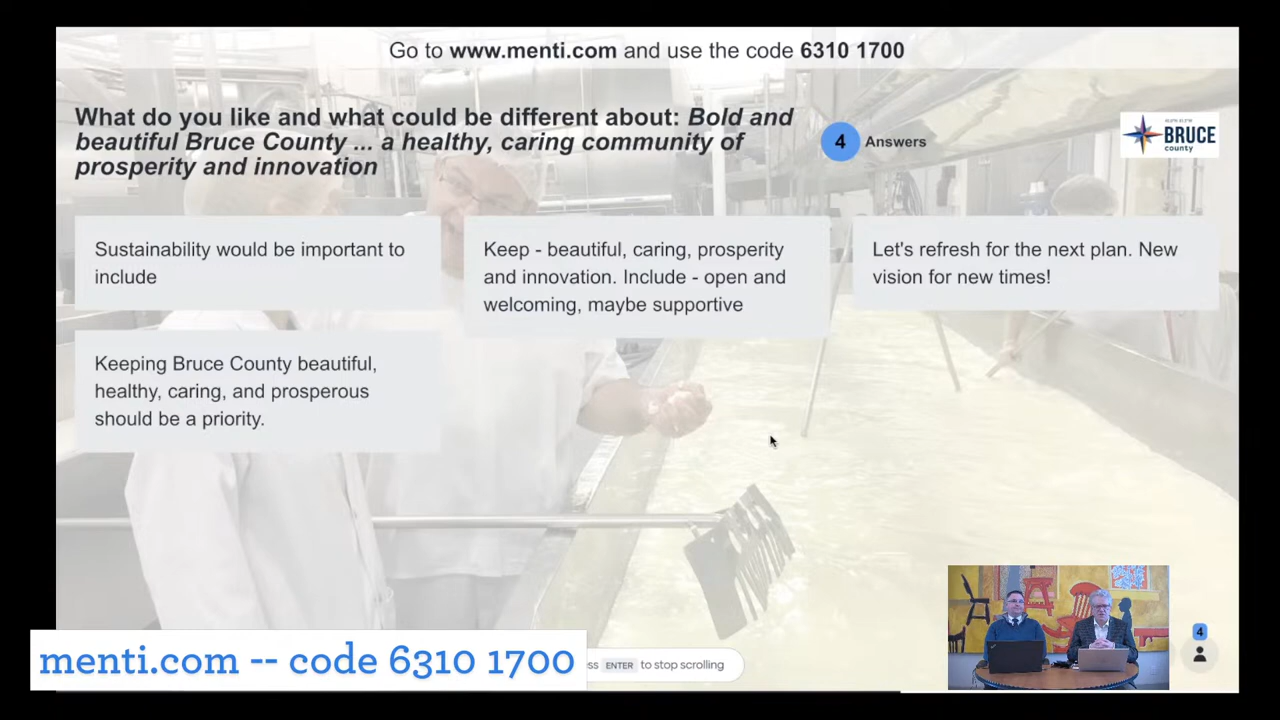 Go to www.menti.com and use the code 6310 1700
What do you like and what could be different about: Bold and
beautiful Bruce County ... a healthy, caring community of
prosperity and innovation
4 Answers
BRUCE
county
Sustainability would be important to
include
Keep - beautiful, caring, prosperity
and innovation. Include - open and
welcoming, maybe supportive
Let's refresh for the next plan. New
vision for new times!
Keeping Bruce County beautiful,
healthy, caring, and prosperous
should be a priority.
4
menti.com -- code 6310 1700
ENTER to stop scrolling